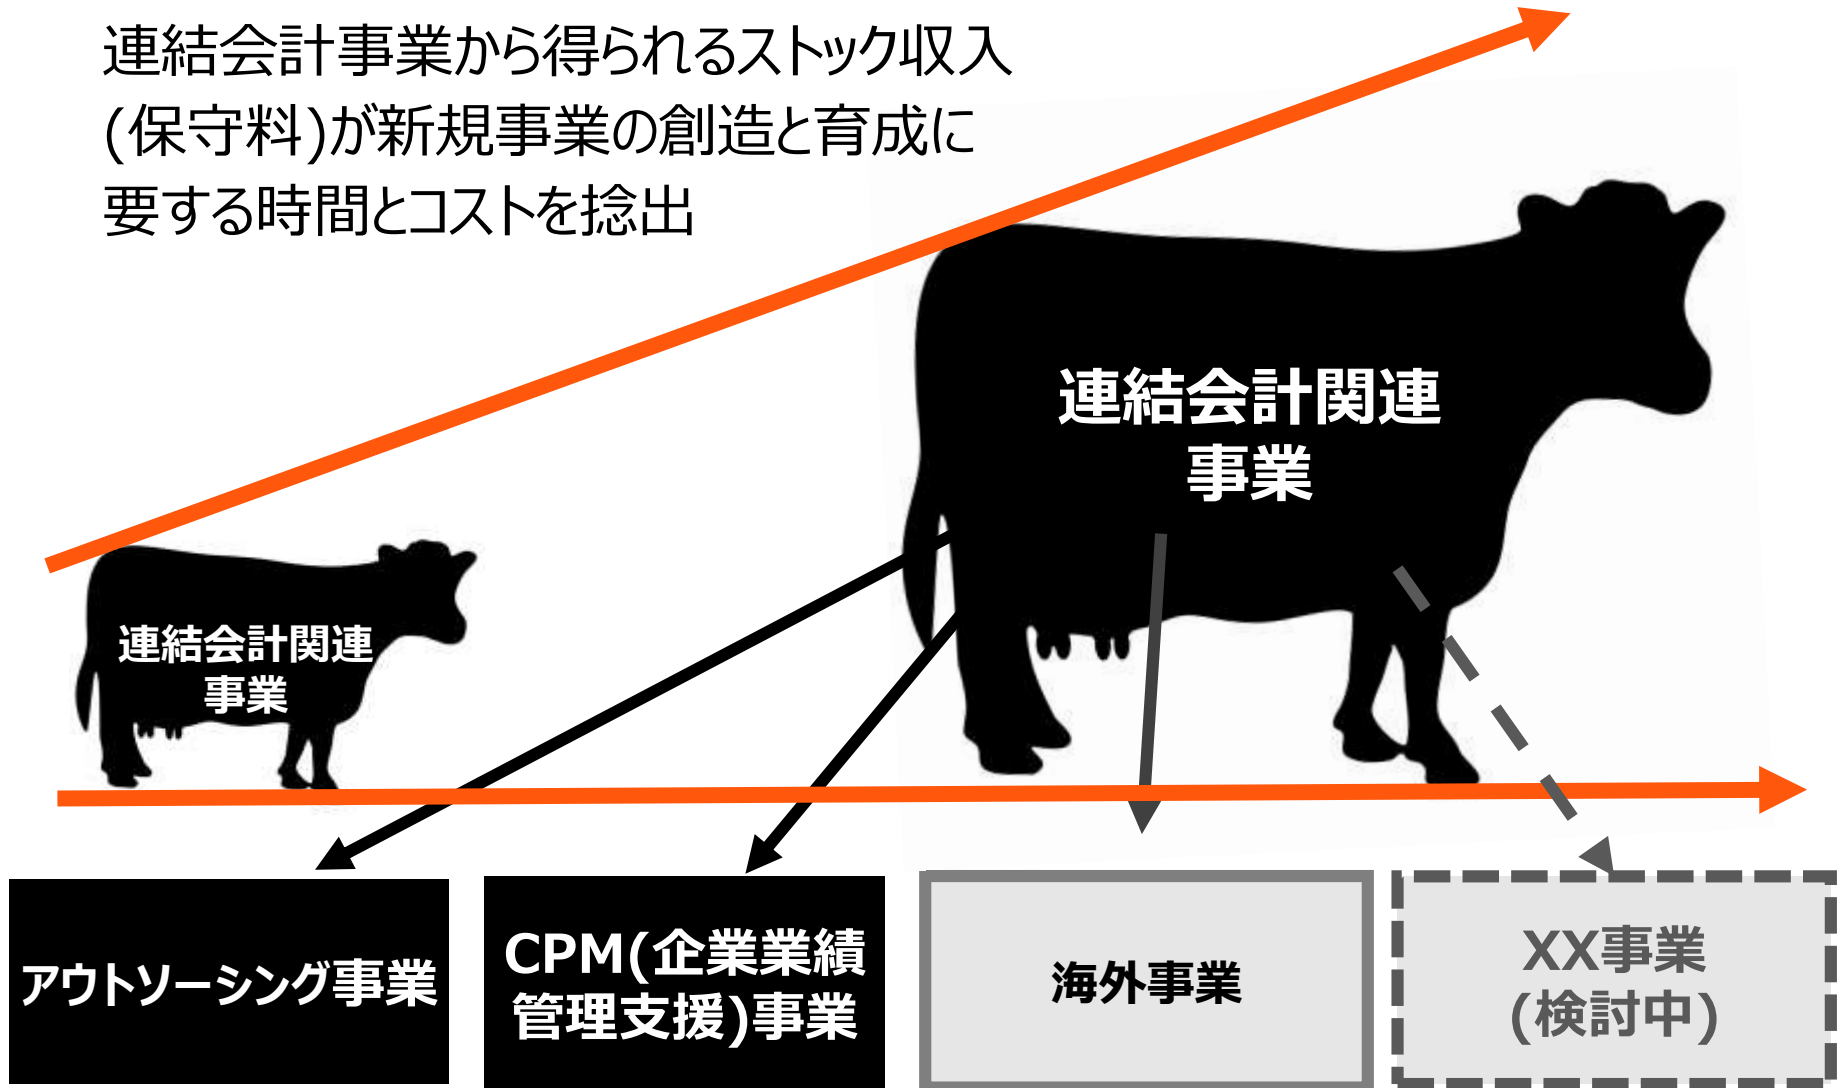 連結会計事業から得られるストック収入
(保守料)が新規事業の創造と育成に
要する時間とコストを捻出
連結会計関連
事業
連結会計関連
事業
アウトソーシング事業
CPM(企業業績
管理支援)事業
海外事業
XX事業
(検討中)